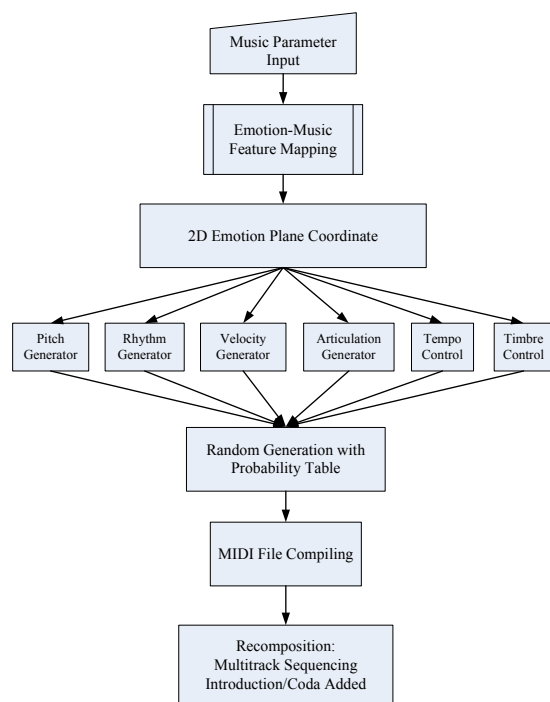 Music Parameter
Input
Emotion-Music
Feature Mapping
2D Emotion Plane Coordinate
Pitch
Generator
Rhythm
Generator
Velocity
Generator
Articulation
Generator
Tempo
Control
Timbre
Control
Random Generation with
Probability Table
MIDI File Compiling
Recomposition:
Multitrack Sequencing
Introduction/Coda Added